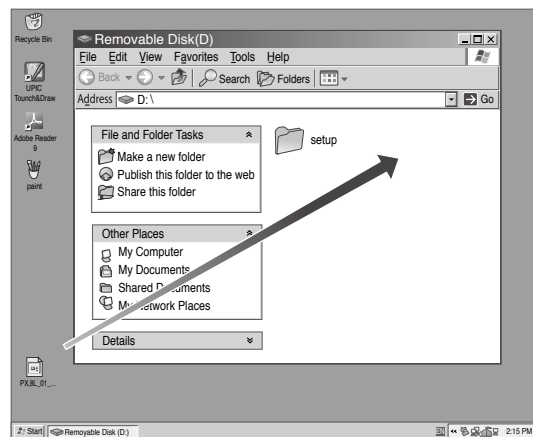 Recycle Bin
UPIC
Tounch&Draw
Adobe Reader
9
paint
PX,8L_01_...
Removable Disk(D)
File Edit View Favorites Tools Help
Back Search Folders
Address D:\ Go
File and Folder Tasks
Make a new folder
Publish this folder to the web
Share this folder
Other Places
My Computer
My Documents
Shared Documents
My Network Places
Details
setup
Start Removable Disk (D:) 2:15 PM